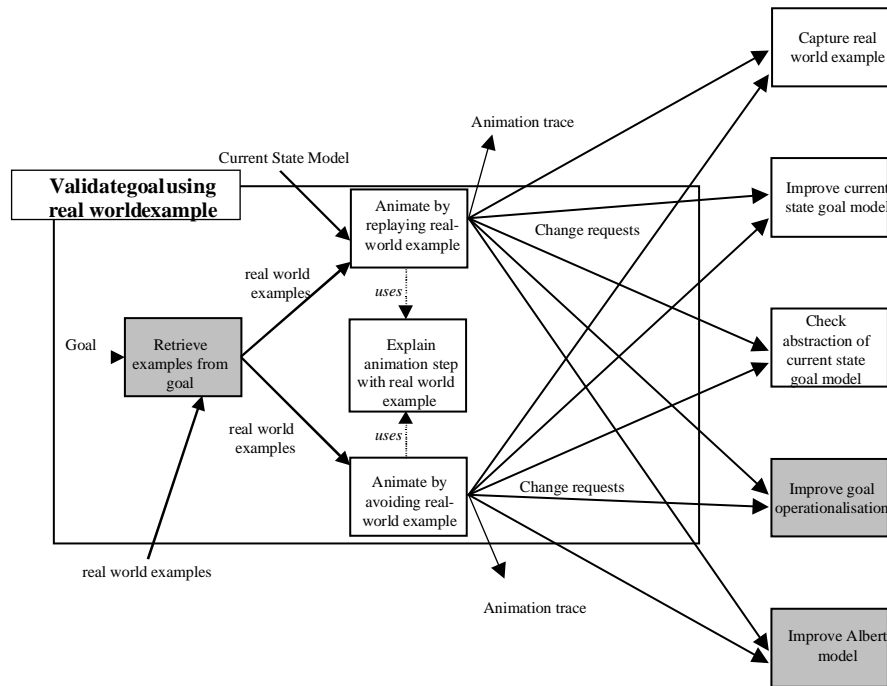 Capture real
world example
Animation trace
Current State Model
Validategoalusing
real worldexample
Animate by
replaying real-
world example
Improve current
state goal model
Change requests
real world
examples
uses
Goal
Retrieve
examples from
goal
Explain
animation step
with real world
example
Check
abstraction of
current state
goal model
real world
examples
uses
Animate by
avoiding real-
world example
Change requests
Improve goal
operationalisation
real world examples
Animation trace
Improve Albert
model